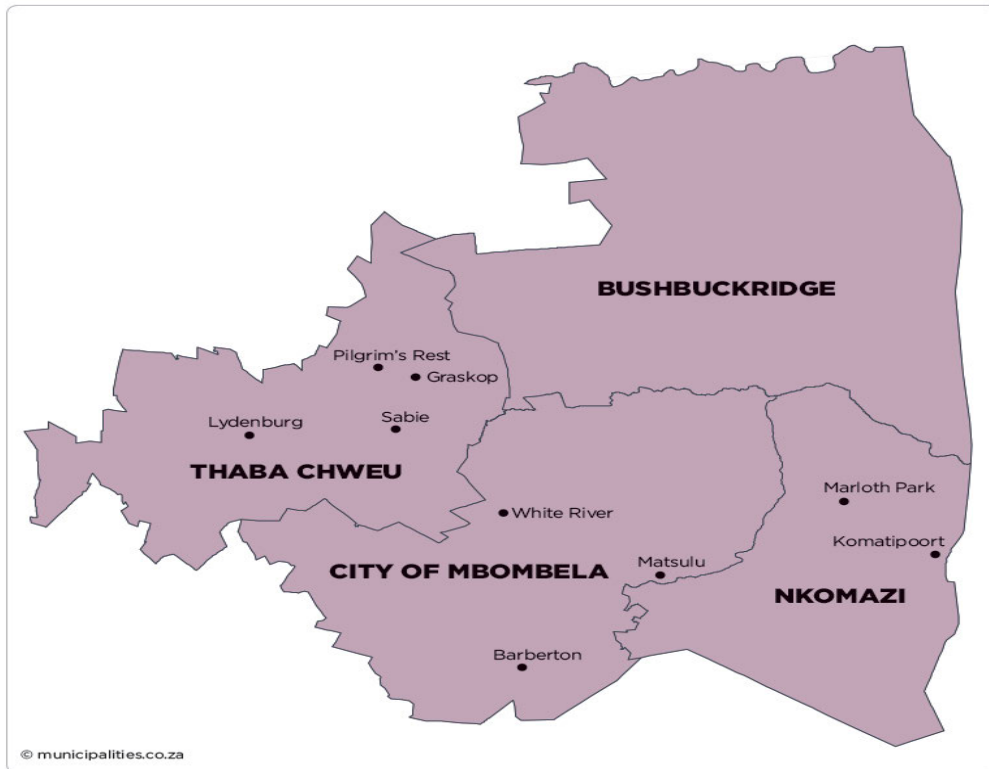 BUSHBUCKRIDGE
Pilgrim's Rest
Graskop
Lydenburg
Sabie
THABA CHWEU
Marloth Park
White River
Komatipoort
Matsulu
CITY OF MBOMBELA
NKOMAZI
Barberton
© municipalities.co.za